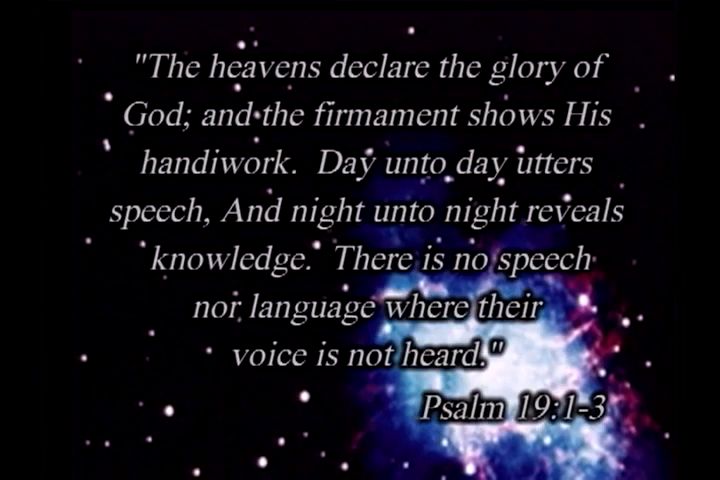 "The heavens declare the glory of
God; and the firmament shows His
handiwork.  Day unto day utters
speech, And night unto night reveals
knowledge.  There is no speech
nor language where their
voice is not heard."
Psalm 19:1-3